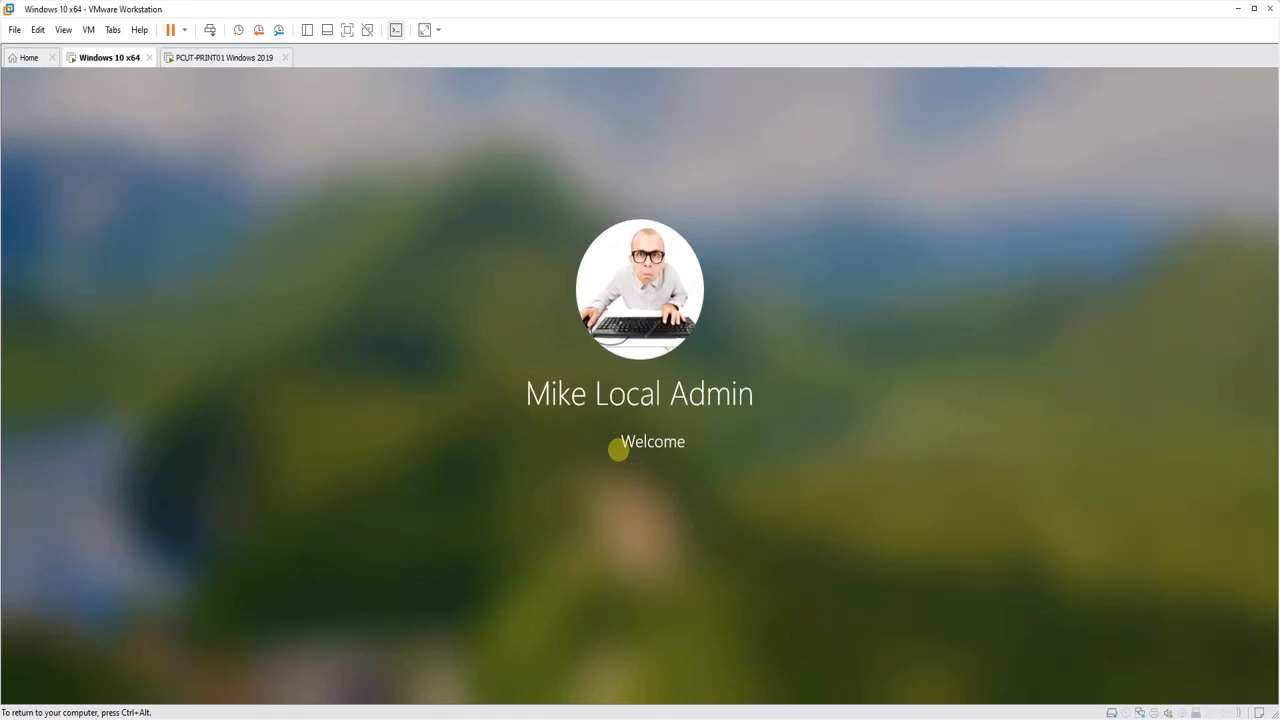 Windows 10 x64 - VMware Workstation
File Edit View VM Tabs Help
Home Windows 10 x64 PCUT-PRINT01 Windows 2019
Mike Local Admin
Welcome
To return to your computer, press Ctrl+Alt.